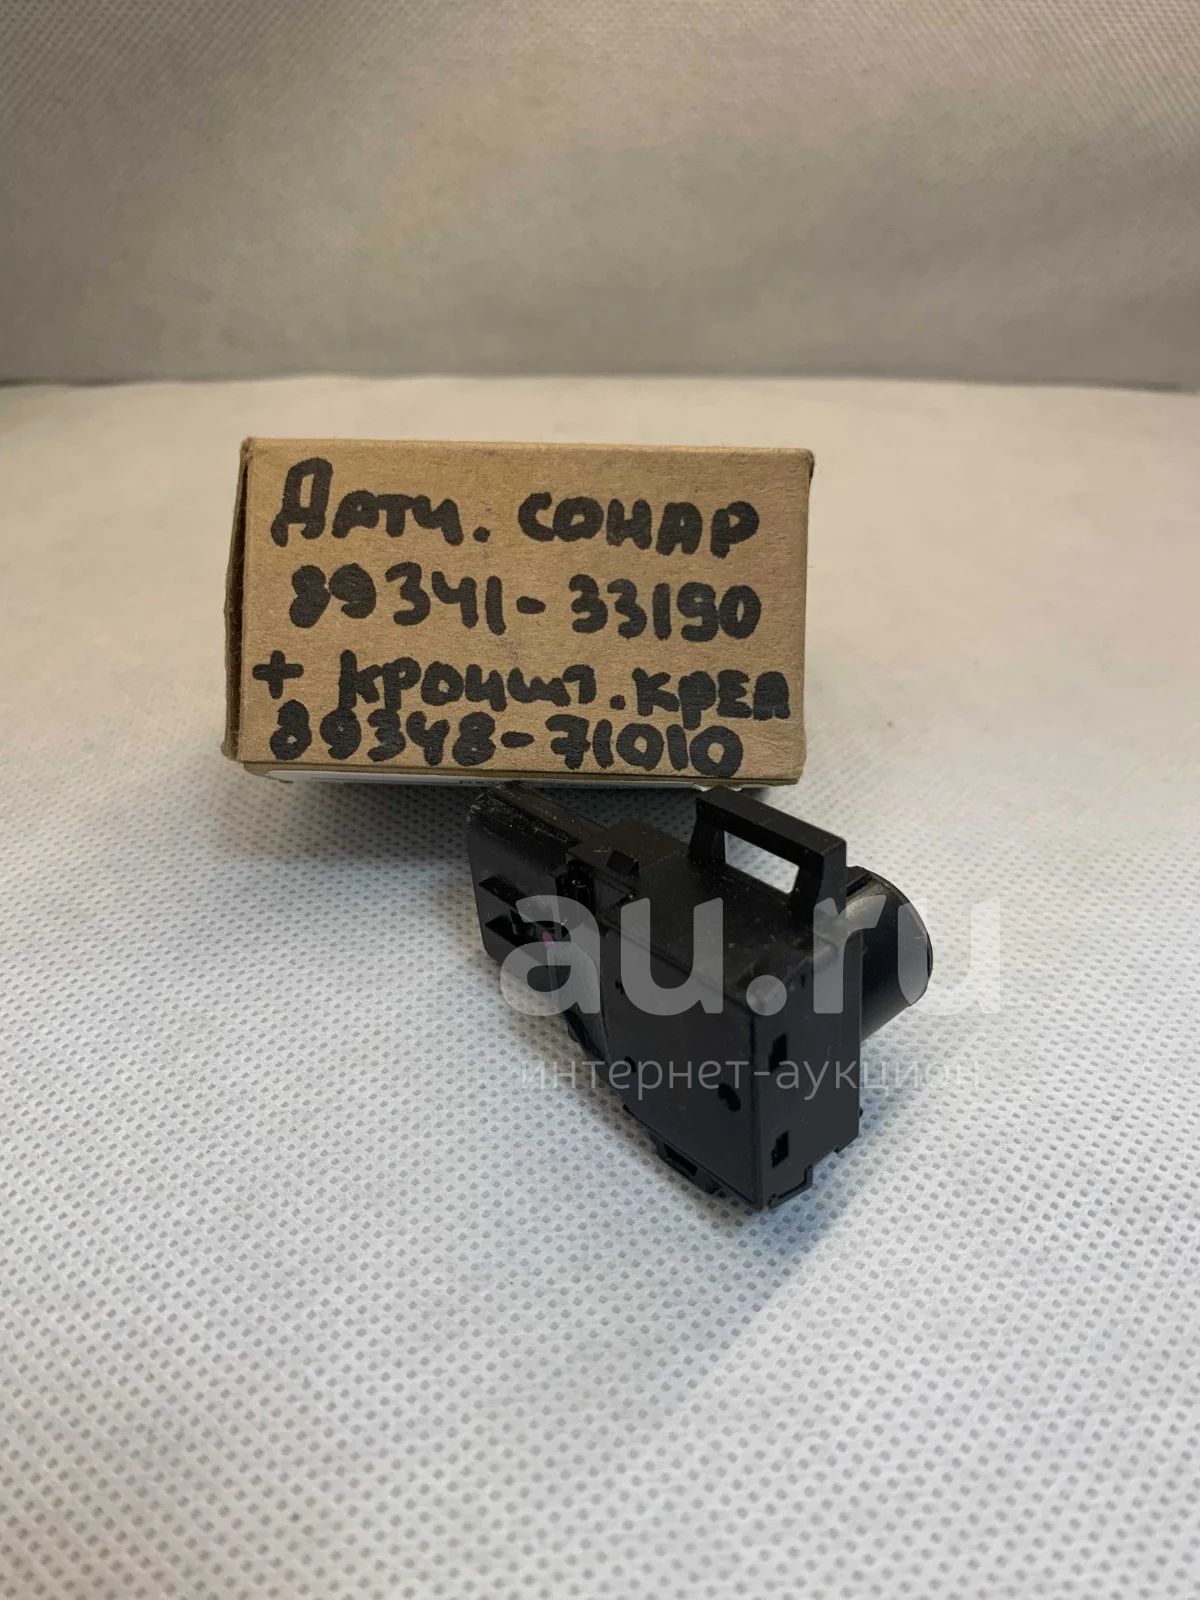 Датч. сонар
89341-33190
+ кроншт. креп
89348-71010
au.ru
интернет-аукцион